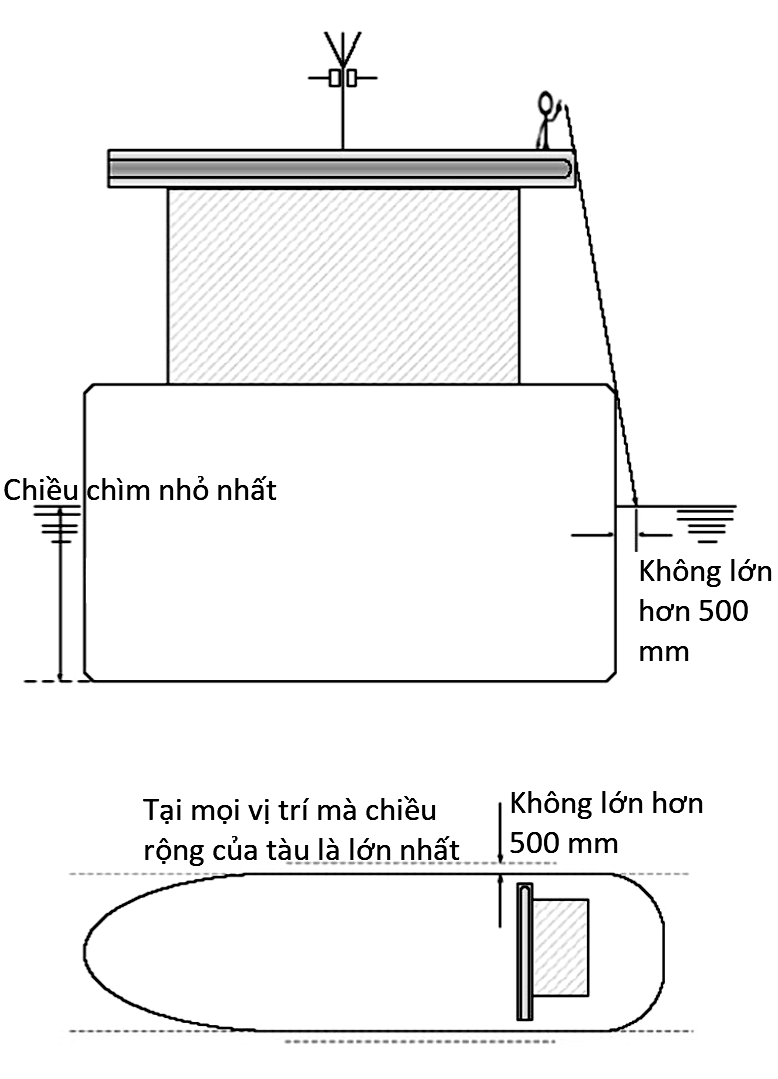 Chiều chìm nhỏ nhất
Không lớn
hơn 500
mm
Tại mọi vị trí mà chiều
rộng của tàu là lớn nhất
Không lớn hơn
500 mm